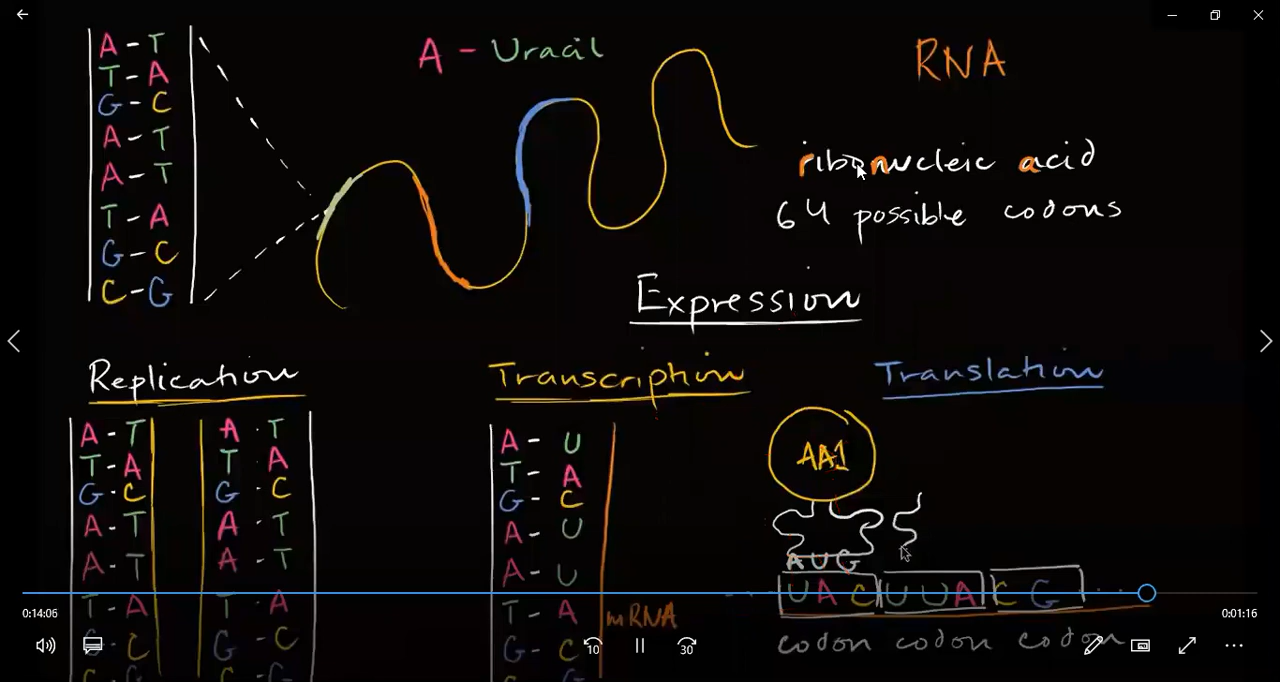 A - T
T - A
G - C
A - T
A - T
T - A
G - C
C - G
A - Uracil
RNA
ribonucleic acid
64 possible codons
Expression
Replication
A - T A · T
T - A T · A
G · C G · C
A - T A · T
A - T A · T
T - A T · A
G - C G - C
C - G C - G
Transcription
A - U
T - A
G - C
A - U
A - U
T - A
G - C
mRNA
Translation
AA1
AUG
UAC UUA CG
codon codon codon
0:14:06
0:01:16
10
30